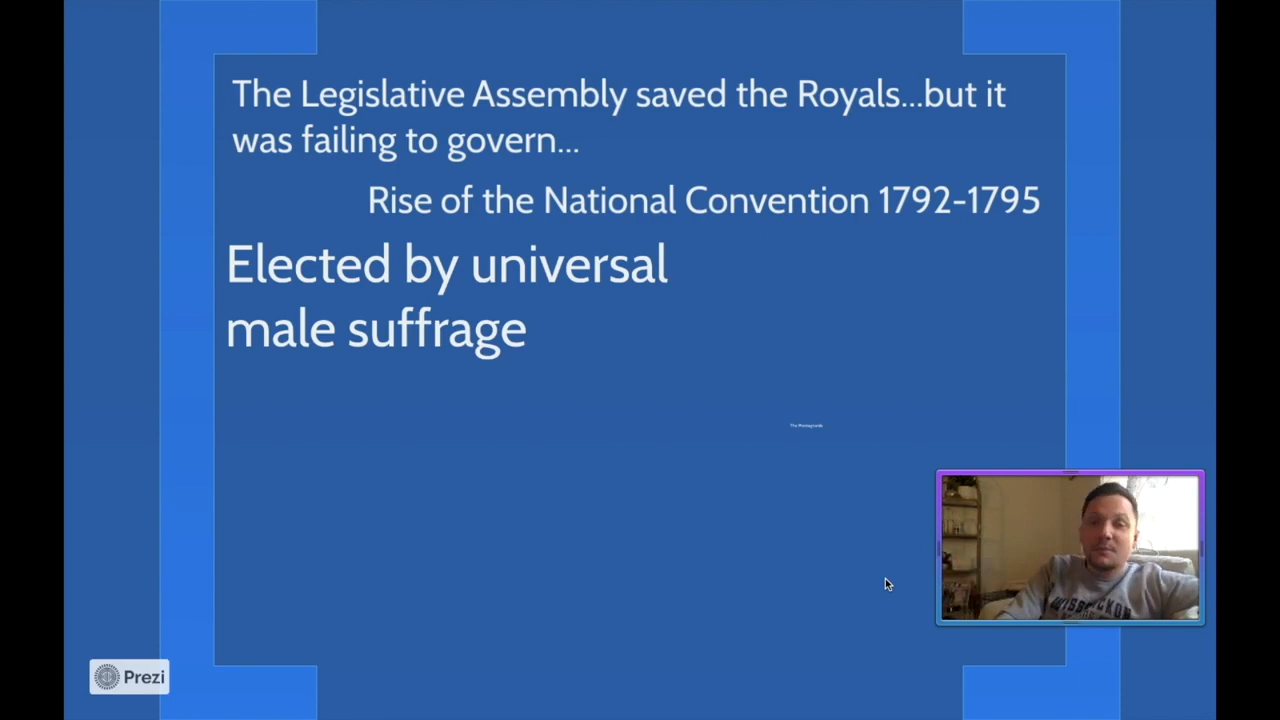 The Legislative Assembly saved the Royals...but it
was failing to govern...
Rise of the National Convention 1792-1795
Elected by universal
male suffrage
Prezi